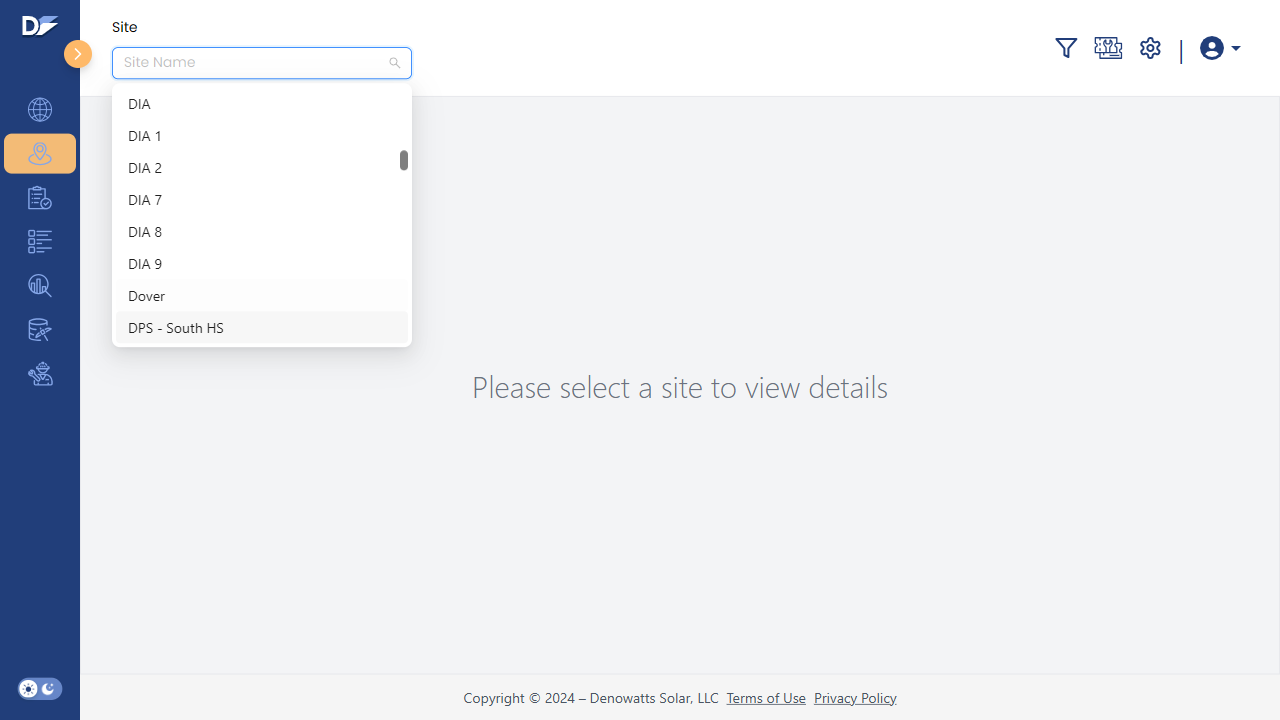 Site
Site Name
DIA
DIA 1
DIA 2
DIA 7
DIA 8
DIA 9
Dover
DPS - South HS
Please select a site to view details
Copyright © 2024 – Denowatts Solar, LLC Terms of Use Privacy Policy